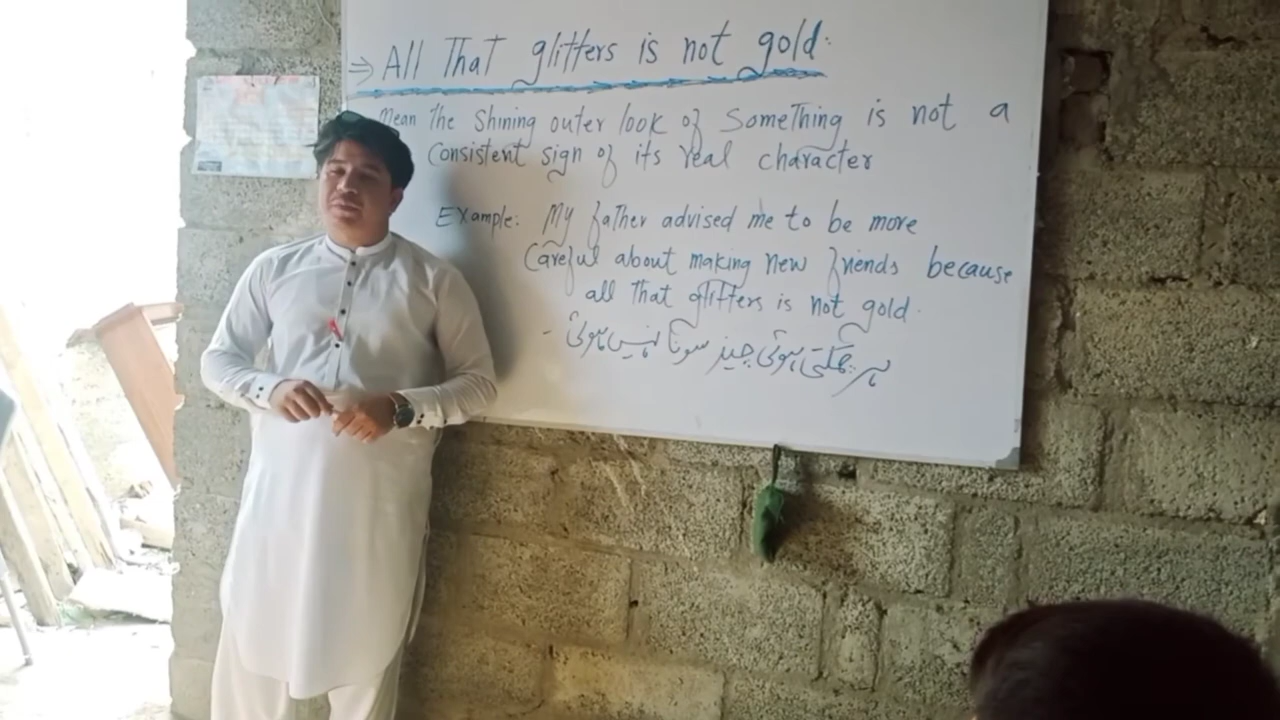 ⇒ All That glitters is not gold.
Mean the Shining outer look of Something is not a
Consistent sign of its real character
Example: My father advised me to be more
Careful about making new friends because
all That glitters is not gold.
ہر چمکتی ہوئی چیز سونا نہیں ہوتی -